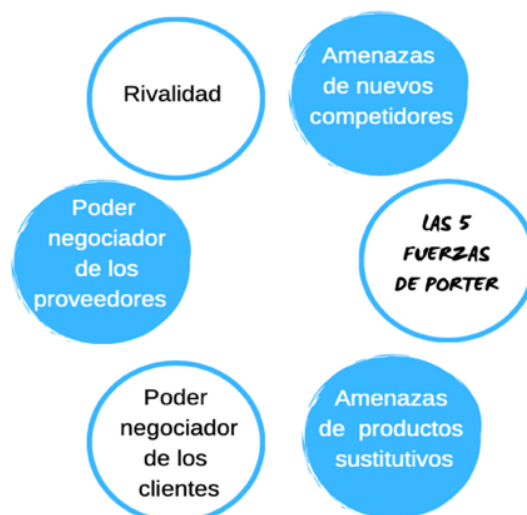 Rivalidad
Amenazas
de nuevos
competidores
Poder
negociador
de los
proveedores
LAS 5
FUERZAS
DE PORTER
Poder
negociador
de los
clientes
Amenazas
de productos
sustitutivos